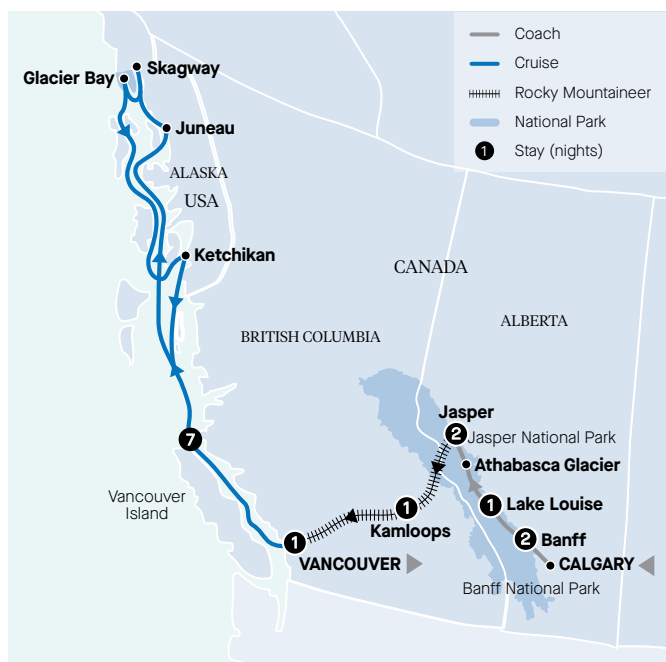 Coach
Cruise
Rocky Mountaineer
National Park
1 Stay (nights)
Skagway
Glacier Bay
Juneau
ALASKA
USA
Ketchikan
CANADA
ALBERTA
BRITISH COLUMBIA
Jasper
2
Jasper National Park
7
Athabasca Glacier
Vancouver
Island
1 Lake Louise
1
Kamloops
2 Banff
1
VANCOUVER
CALGARY
Banff National Park